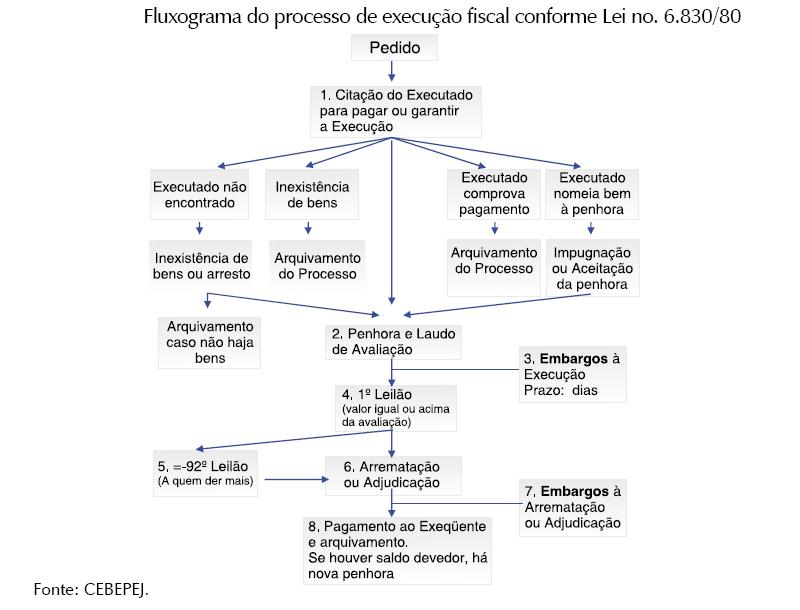 Fluxograma do processo de execução fiscal conforme Lei no. 6.830/80
Pedido
1. Citação do Executado
para pagar ou garantir
a Execução
Executado não
encontrado
Inexistência
de bens
Executado
comprova
pagamento
Executado
nomeia bem
à penhora
Inexistência de
bens ou arresto
Arquivamento
do Processo
Arquivamento
do Processo
Impugnação
ou Aceitação
da penhora
Arquivamento
caso não haja
bens
2, Penhora e Laudo
de Avaliação
3, Embargos à
Execução
Prazo: dias
4, 1º Leilão
(valor igual ou acima
da avaliação)
5, =-92º Leilão
(A quem der mais)
6, Arrematação
ou Adjudicação
7, Embargos à
Arrematação
ou Adjudicação
8, Pagamento ao Exeqüente
e arquivamento.
Se houver saldo devedor, há
nova penhora
Fonte: CEBEPEJ.